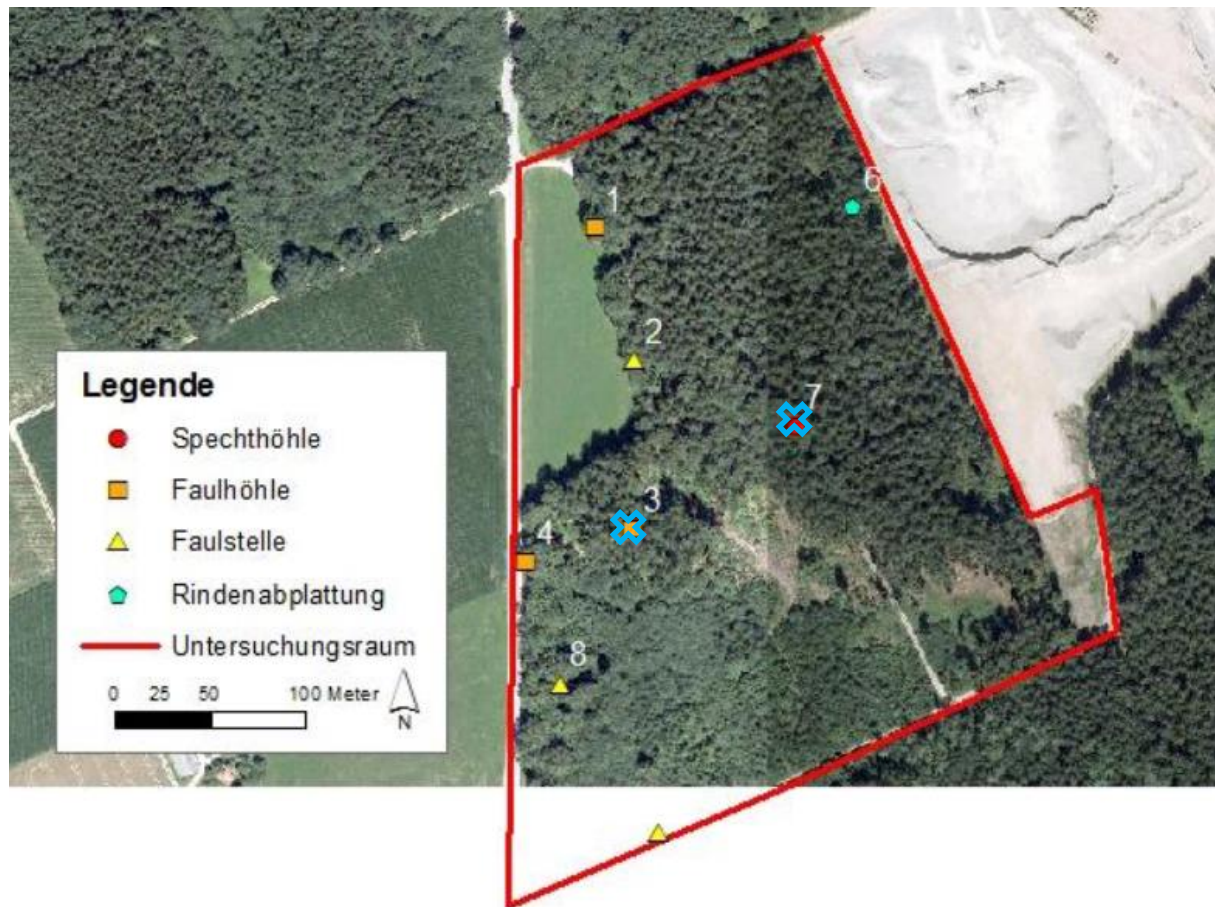 6
1
2
7
3
4
8
Legende
Spechthöhle
Faulhöhle
Faulstelle
Rindenabplattung
Untersuchungsraum
0 25 50 100 Meter
N